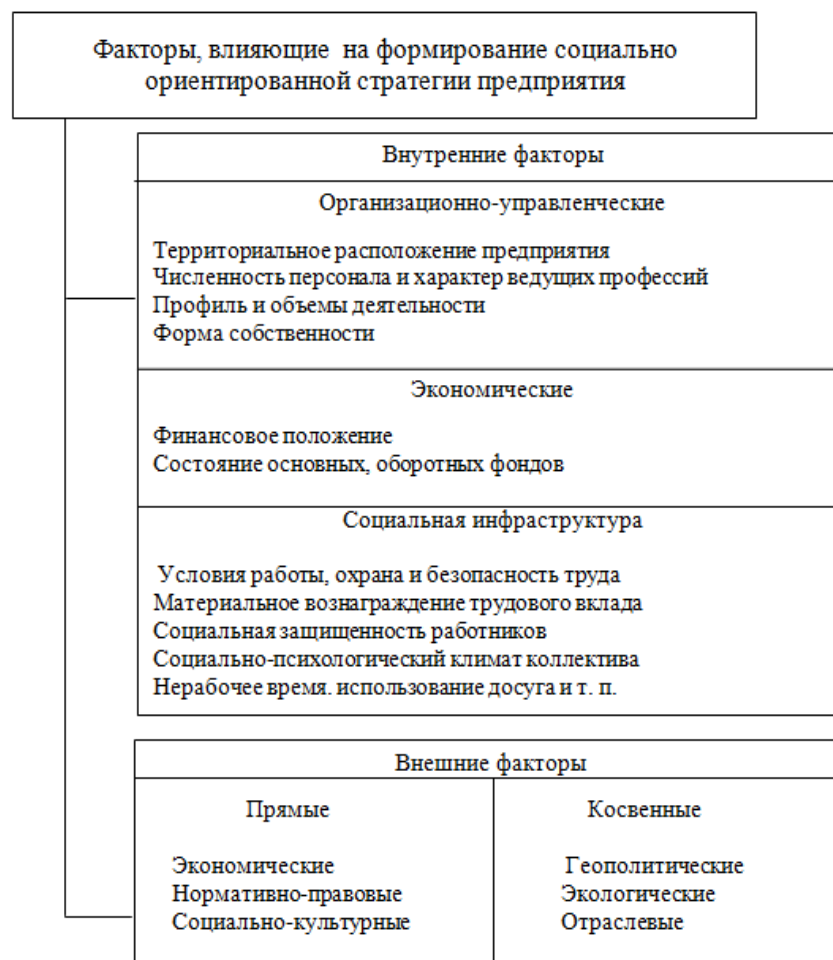 Факторы, влияющие на формирование социально
ориентированной стратегии предприятия
Внутренние факторы
Организационно-управленческие
Территориальное расположение предприятия
Численность персонала и характер ведущих профессий
Профиль и объемы деятельности
Форма собственности
Экономические
Финансовое положение
Состояние основных, оборотных фондов
Социальная инфраструктура
Условия работы, охрана и безопасность труда
Материальное вознаграждение трудового вклада
Социальная защищенность работников
Социально-психологический климат коллектива
Нерабочее время. использование досуга и т. п.
Внешние факторы
Прямые
Экономические
Нормативно-правовые
Социально-культурные
Косвенные
Геополитические
Экологические
Отраслевые